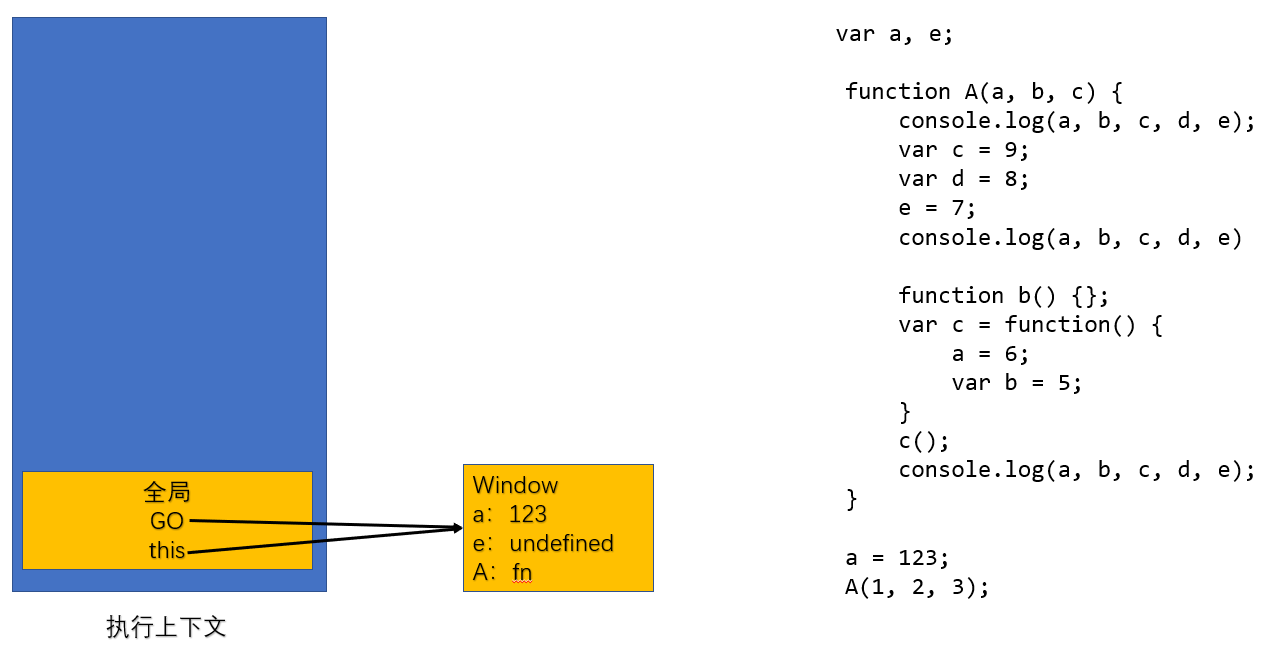 全局
GO
this
执行上下文
Window
a： 123
e： undefined
A： fn
var a, e;
function A(a, b, c) {
    console.log(a, b, c, d, e);
    var c = 9;
    var d = 8;
    e = 7;
    console.log(a, b, c, d, e)
    function b() {};
    var c = function() {
        a = 6;
        var b = 5;
    }
    c();
    console.log(a, b, c, d, e);
}
a = 123;
A(1, 2, 3);